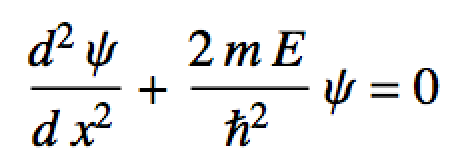 d² ψ / d x² + 2 m E / ℏ² ψ = 0